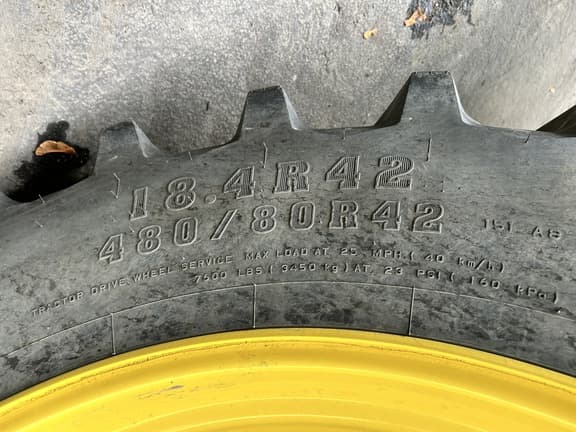 18.4R42
480/80R42 151 A8
TRACTOR DRIVE WHEEL SERVICE MAX LOAD AT 25 MPH ( 40 km/h)
7600 LBS ( 3450 kg ) AT 23 PSI ( 160 kPa)